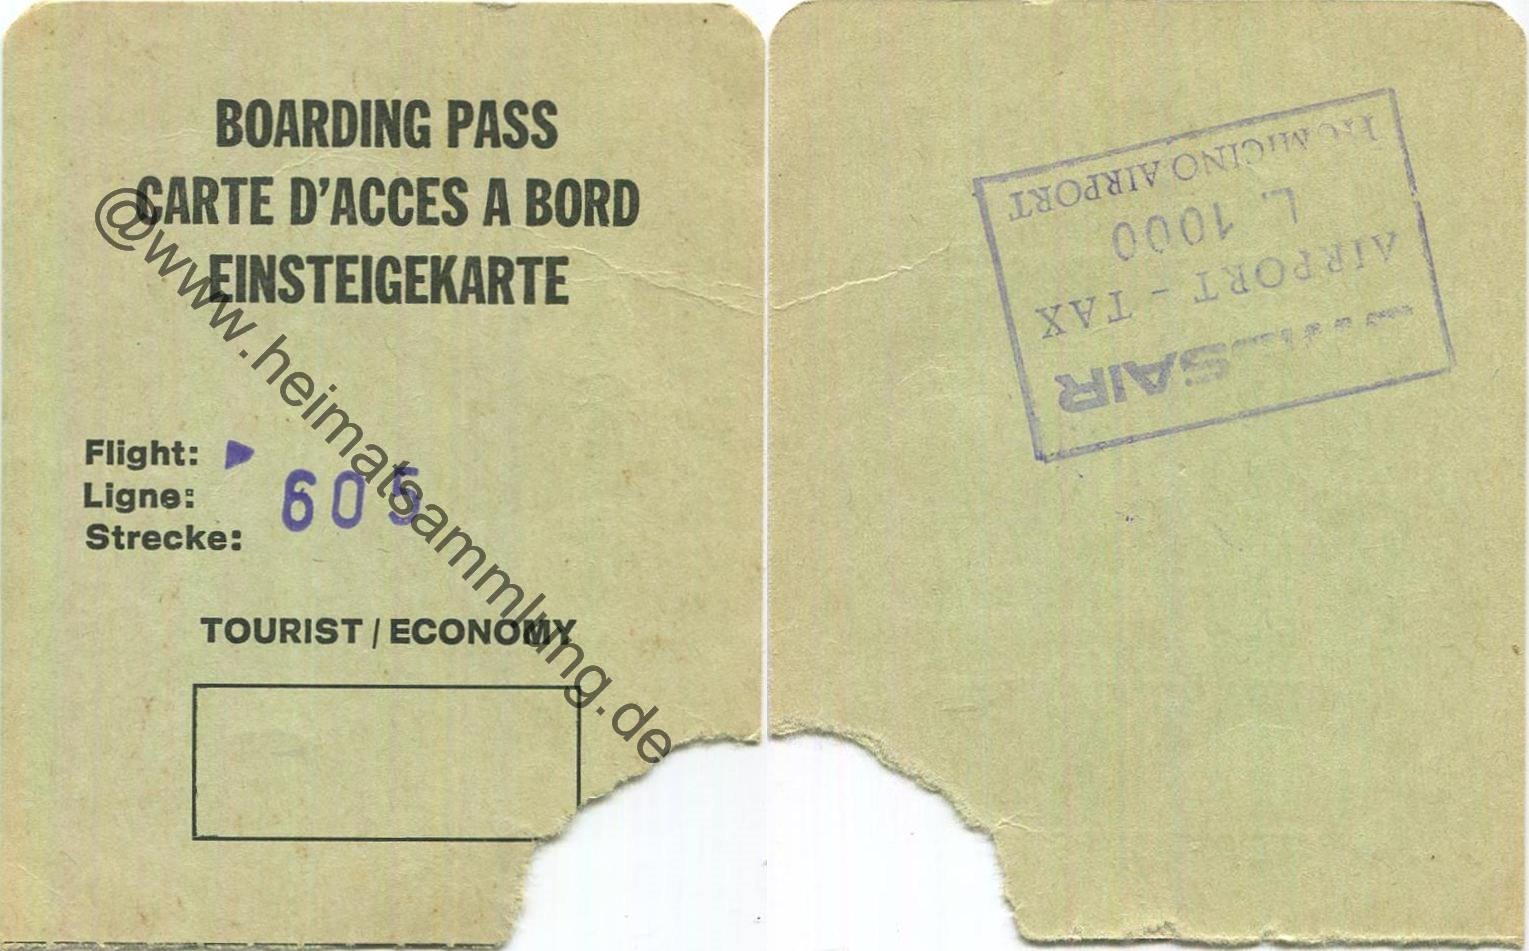 BOARDING PASS
CARTE D'ACCES A BORD
EINSTEIGEKARTE
Flight: 605
Ligne:
Strecke:
TOURIST / ECONOMY
@www.heimatsammlung.de
SWISSAIR
AIRPORT - TAX
L. 1000
FIUMICINO AIRPORT